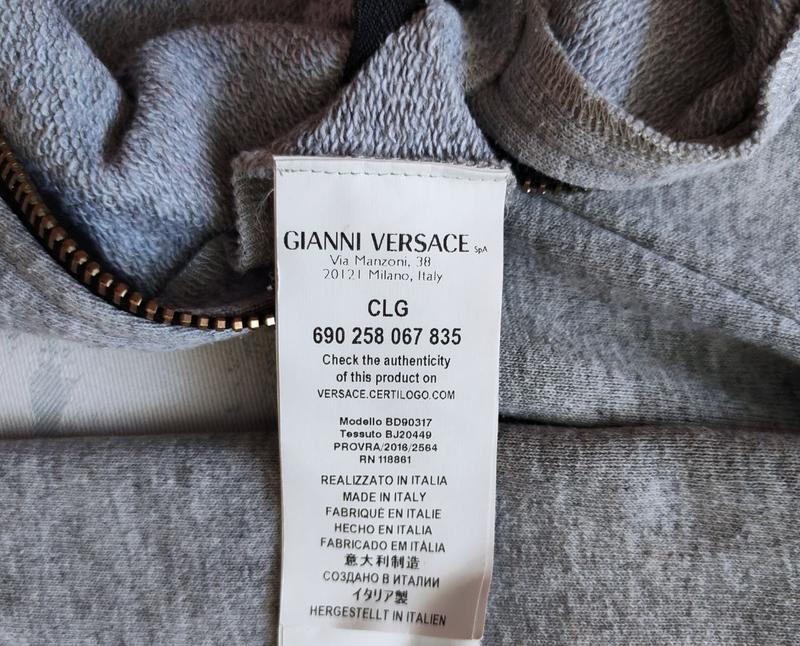 GIANNI VERSACE SpA
Via Manzoni, 38
20121 Milano, Italy
CLG
690 258 067 835
Check the authenticity
of this product on
VERSACE.CERTILOGO.COM
Modello BD90317
Tessuto BJ20449
PROVRA/2016/2564
RN 118861
REALIZZATO IN ITALIA
MADE IN ITALY
FABRIQUÉ EN ITALIE
HECHO EN ITALIA
FABRICADO EM ITÁLIA
意大利制造
СОЗДАНО В ИТАЛИИ
イタリア製
HERGESTELLT IN ITALIEN